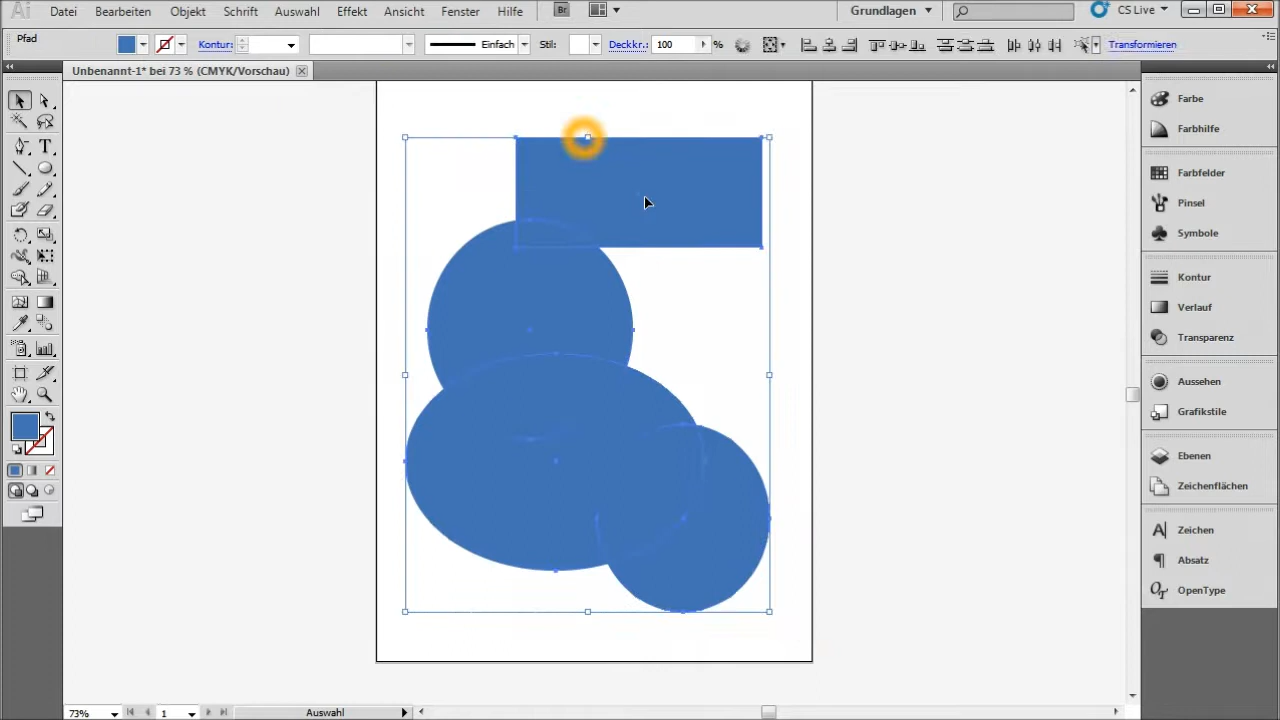 Ai Datei Bearbeiten Objekt Schrift Auswahl Effekt Ansicht Fenster Hilfe Br Grundlagen CS Live
Pfad Kontur: Einfach Stil: Deckkr.: 100 % Transformieren
Unbenannt-1* bei 73 % (CMYK/Vorschau)
Farbe
Farbhilfe
Farbfelder
Pinsel
Symbole
Kontur
Verlauf
Transparenz
Aussehen
Grafikstile
Ebenen
Zeichenflächen
Zeichen
Absatz
OpenType
73% 1 Auswahl